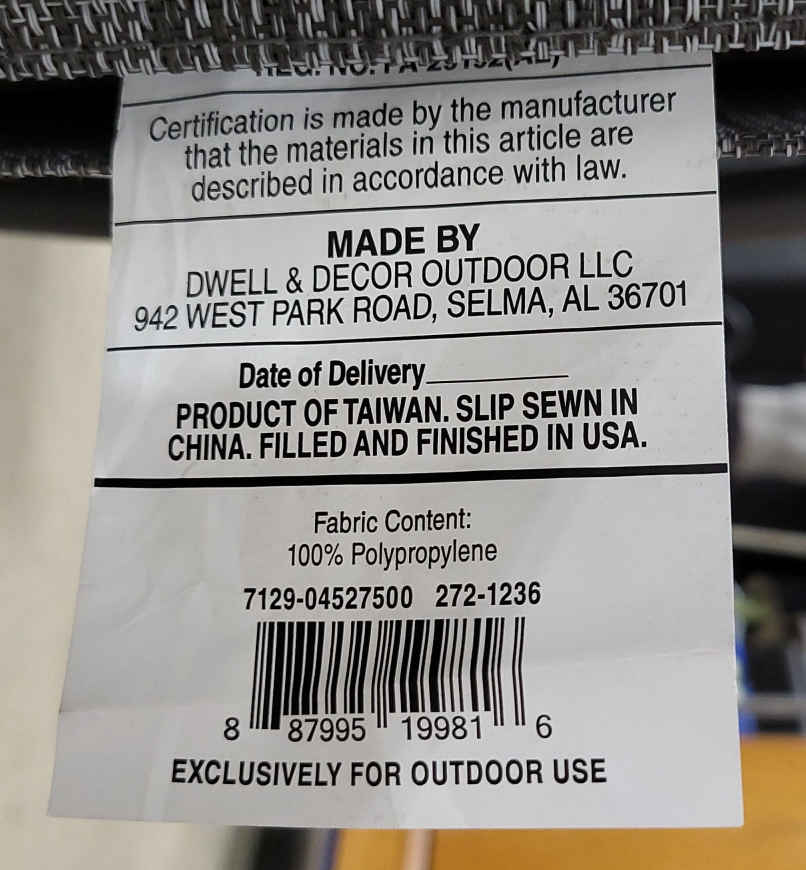 Certification is made by the manufacturer
that the materials in this article are
described in accordance with law.
MADE BY
DWELL & DECOR OUTDOOR LLC
942 WEST PARK ROAD, SELMA, AL 36701
Date of Delivery
PRODUCT OF TAIWAN. SLIP SEWN IN
CHINA. FILLED AND FINISHED IN USA.
Fabric Content:
100% Polypropylene
7129-04527500 272-1236
8 87995 19981 6
EXCLUSIVELY FOR OUTDOOR USE